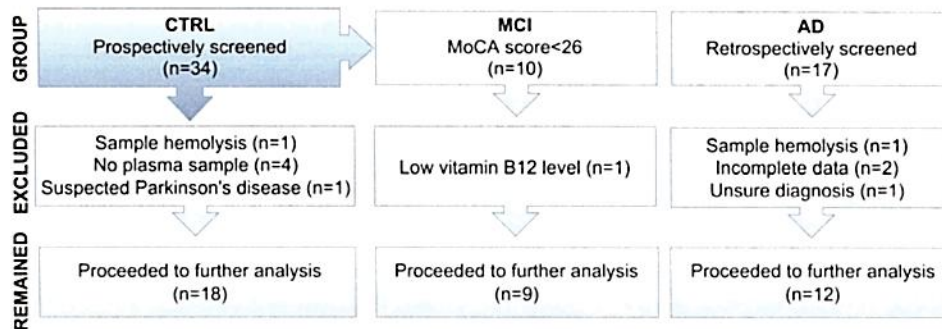 GROUP
CTRL
Prospectively screened
(n=34)
MCI
MoCA score<26
(n=10)
AD
Retrospectively screened
(n=17)
EXCLUDED
Sample hemolysis (n=1)
No plasma sample (n=4)
Suspected Parkinson's disease (n=1)
Low vitamin B12 level (n=1)
Sample hemolysis (n=1)
Incomplete data (n=2)
Unsure diagnosis (n=1)
REMAINED
Proceeded to further analysis
(n=18)
Proceeded to further analysis
(n=9)
Proceeded to further analysis
(n=12)